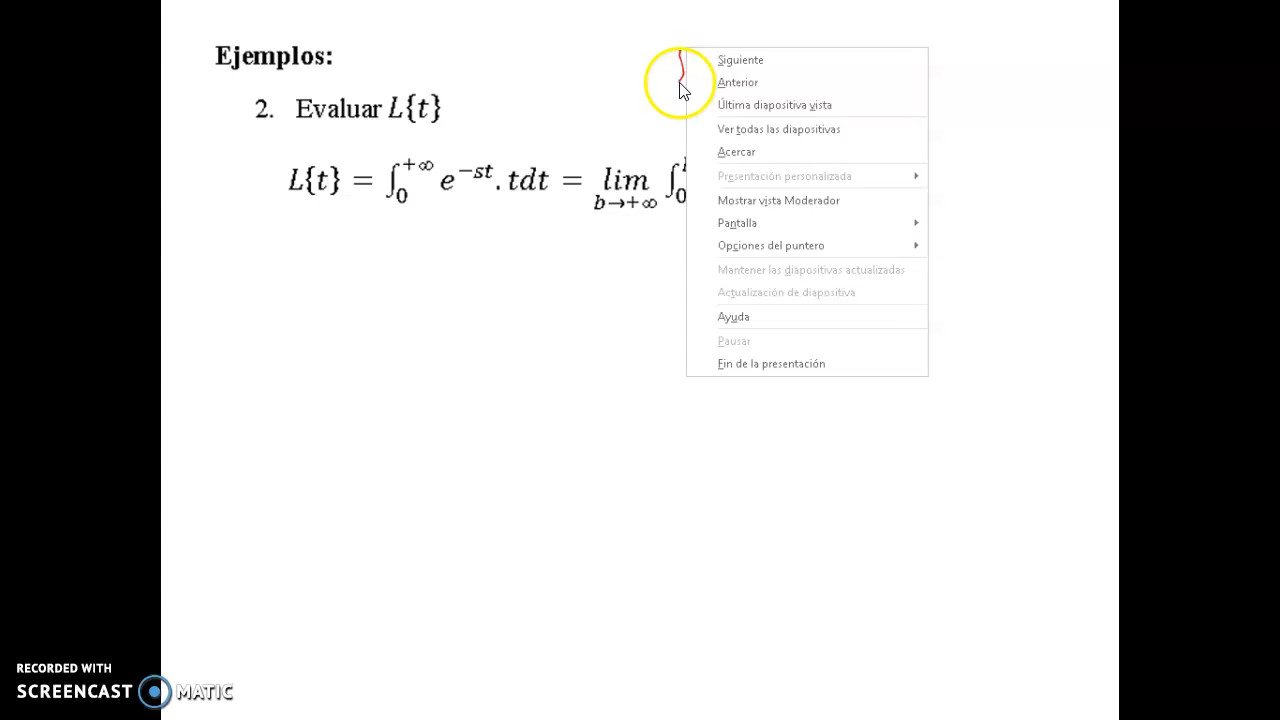 Ejemplos:
2. Evaluar L{t}
L{t} = ∫₀^{+∞} e^{−st}. tdt = lim_{b→+∞} ∫₀
Siguiente
Anterior
Última diapositiva vista
Ver todas las diapositivas
Acercar
Presentación personalizada
Mostrar vista Moderador
Pantalla
Opciones del puntero
Mantener las diapositivas actualizadas
Actualización de diapositiva
Ayuda
Pausar
Fin de la presentación
RECORDED WITH
SCREENCAST MATIC